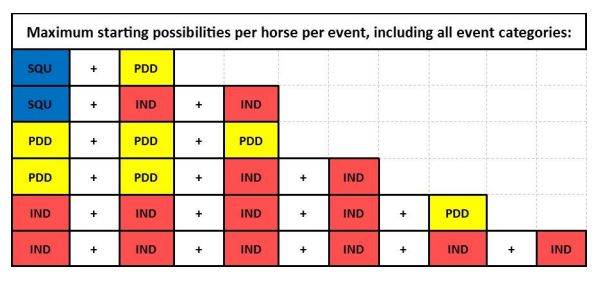 Maximum starting possibilities per horse per event, including all event categories:
SQU + PDD
SQU + IND + IND
PDD + PDD + PDD
PDD + PDD + IND + IND
IND + IND + IND + IND + PDD
IND + IND + IND + IND + IND + IND